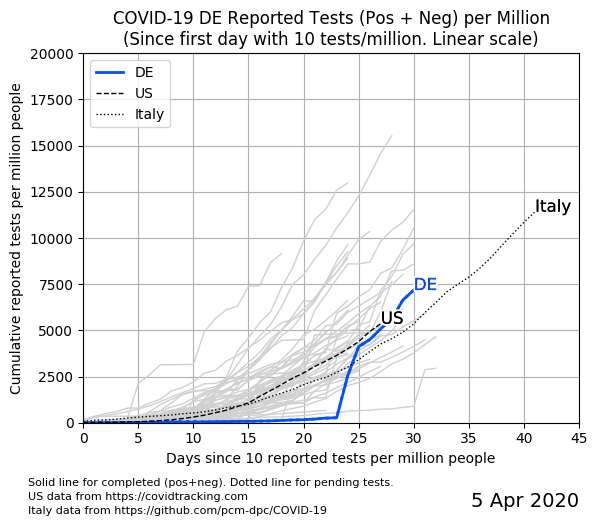 COVID-19 DE Reported Tests (Pos + Neg) per Million
(Since first day with 10 tests/million. Linear scale)
Cumulative reported tests per million people
20000
17500
15000
12500
10000
7500
5000
2500
0
DE
US
Italy
Italy
DE
US
0 5 10 15 20 25 30 35 40 45
Days since 10 reported tests per million people
Solid line for completed (pos+neg). Dotted line for pending tests.
US data from https://covidtracking.com
Italy data from https://github.com/pcm-dpc/COVID-19
5 Apr 2020